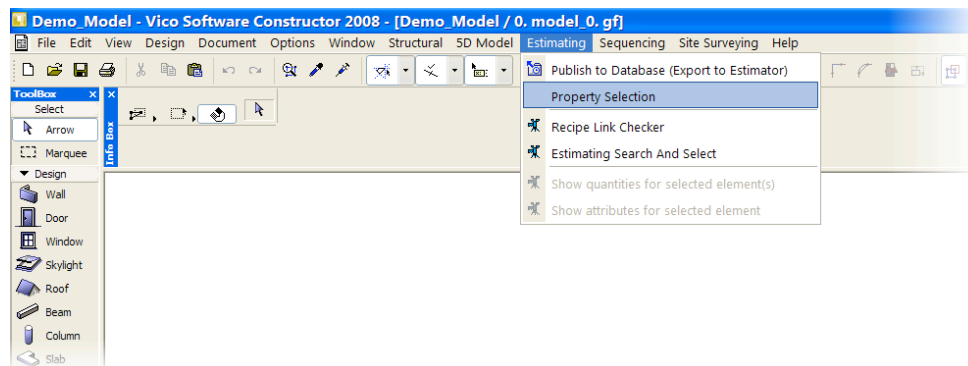 Demo_Model - Vico Software Constructor 2008 - [Demo_Model / 0. model_0. gf]
File Edit View Design Document Options Window Structural 5D Model Estimating Sequencing Site Surveying Help
Publish to Database (Export to Estimator)
Property Selection
Recipe Link Checker
Estimating Search And Select
Show quantities for selected element(s)
Show attributes for selected element
ToolBox
Select
Arrow
Marquee
Design
Wall
Door
Window
Skylight
Roof
Beam
Column
Slab
Info Box